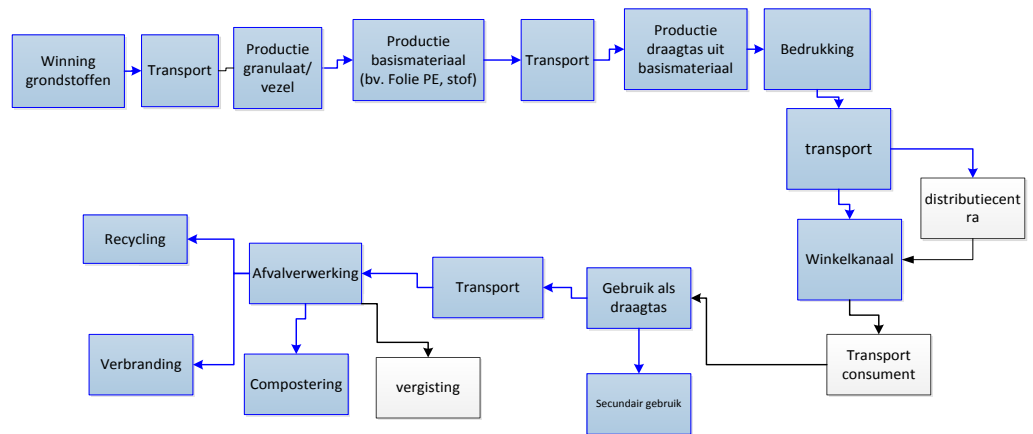 Winning
grondstoffen
Transport
Productie
granulaat/
vezel
Productie
basismateriaal
(bv. Folie PE, stof)
Transport
Productie
draagtas uit
basismateriaal
Bedrukking
transport
distributiecent
ra
Winkelkanaal
Transport
consument
Gebruik als
draagtas
Secundair gebruik
Transport
Afvalverwerking
Recycling
Verbranding
Compostering
vergisting